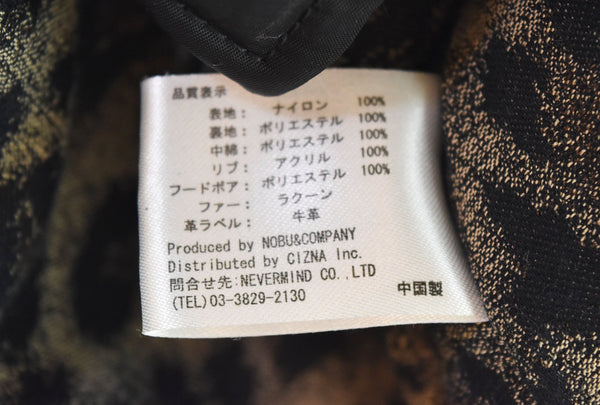 品質表示
表地： ナイロン 100%
裏地： ポリエステル 100%
中綿： ポリエステル 100%
リブ： アクリル 100%
フードボア： ポリエステル 100%
ファー： ラクーン
革ラベル： 牛革
Produced by NOBU&COMPANY
Distributed by CIZNA Inc.
問合せ先：NEVERMIND CO.,LTD
(TEL)03-3829-2130 中国製